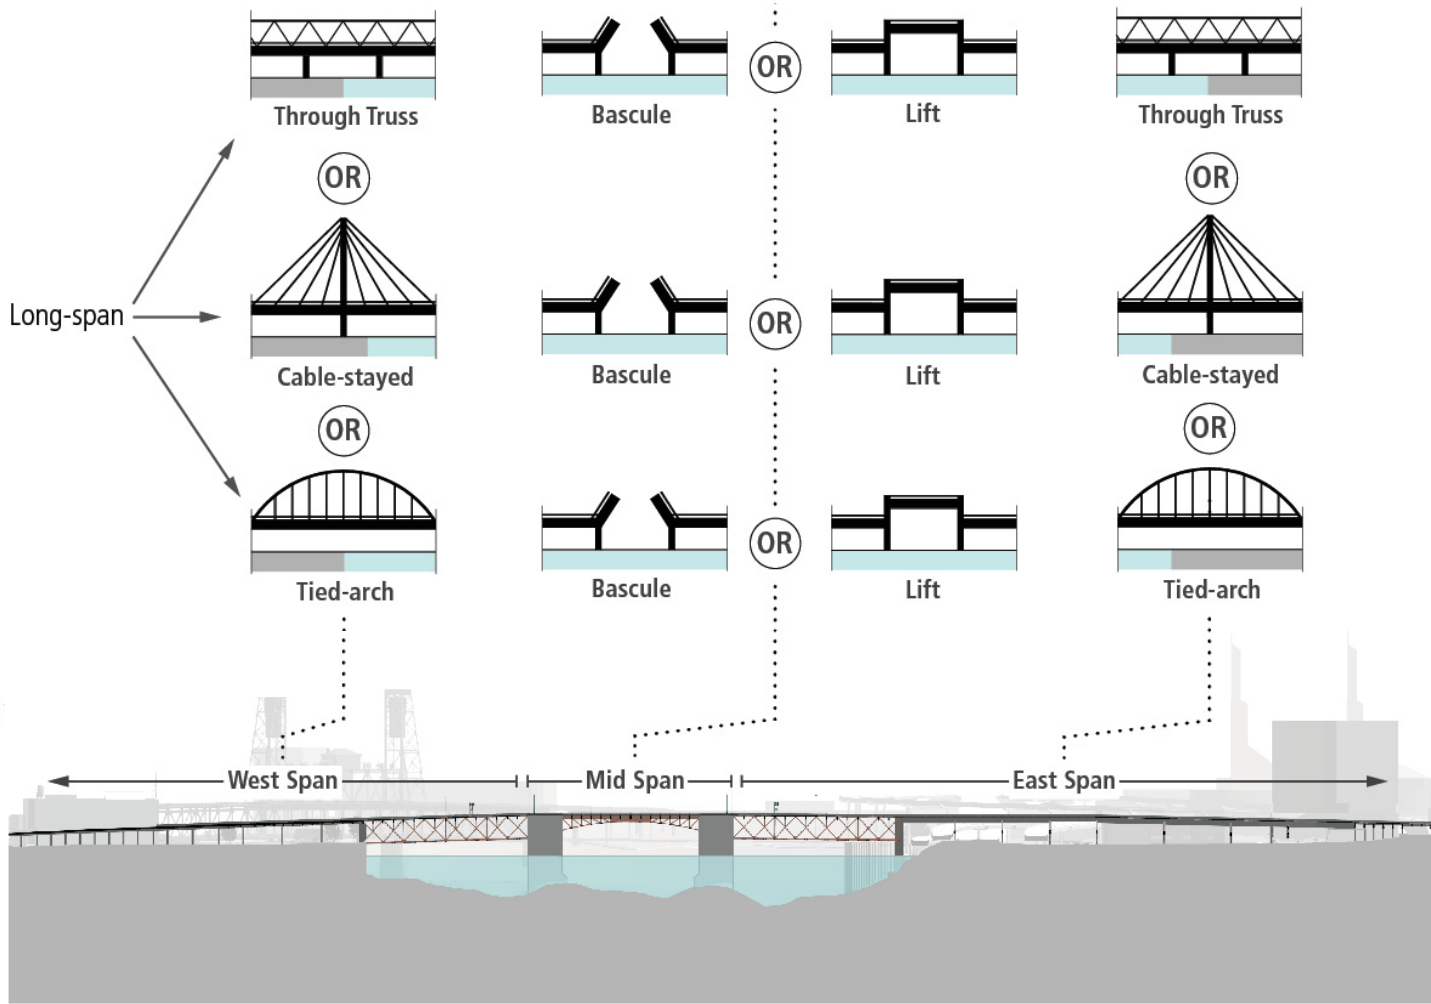 OR
OR
Through Truss
Bascule
Lift
Through Truss
OR
OR
Long-span
OR
Cable-stayed
Bascule
Lift
Cable-stayed
OR
OR
OR
Tied-arch
Bascule
Lift
Tied-arch
West Span
Mid Span
East Span